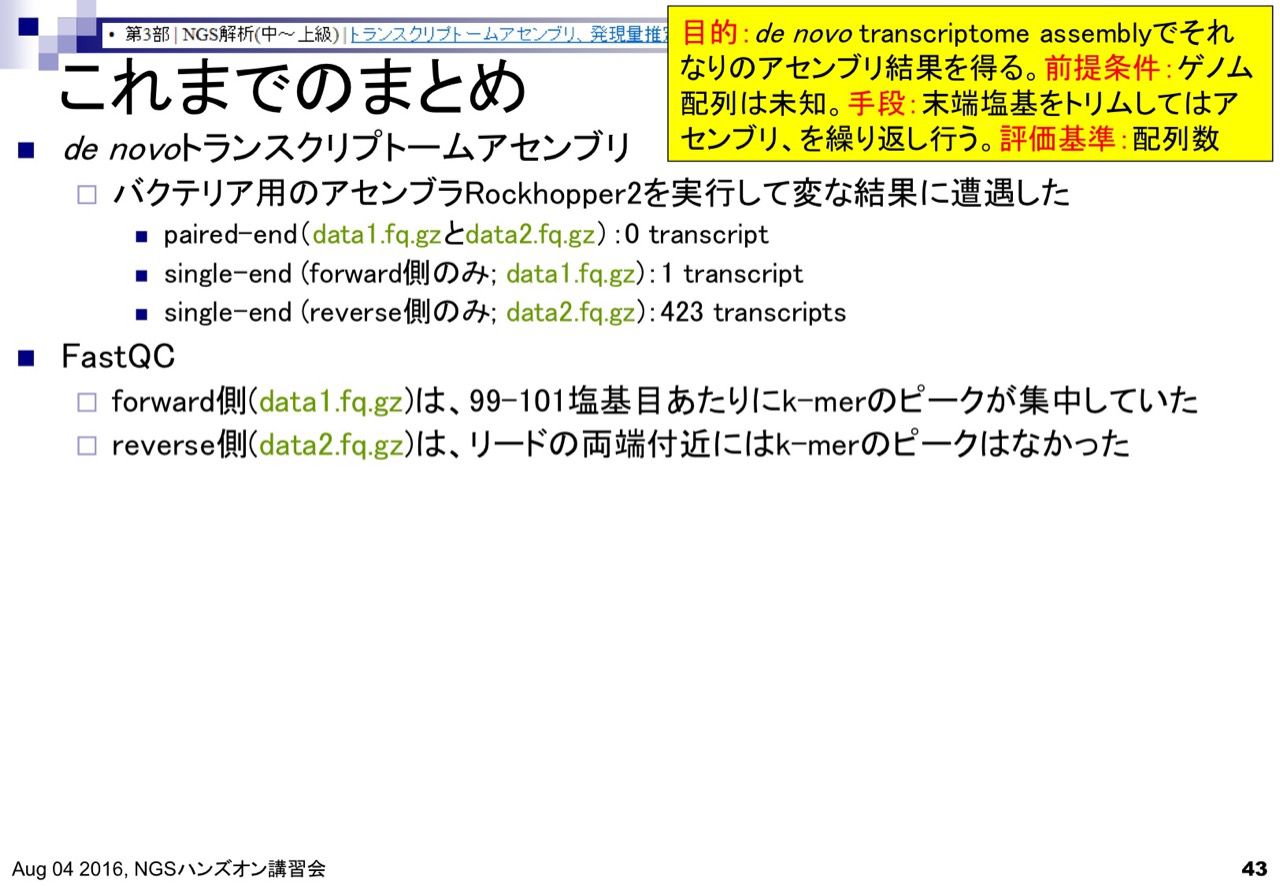 • 第3部 | NGS解析(中～上級) | トランスクリプトームアセンブリ、発現量推定
これまでのまとめ
目的：de novo transcriptome assemblyでそれ
なりのアセンブリ結果を得る。前提条件：ゲノム
配列は未知。手段：末端塩基をトリムしてはア
センブリ、を繰り返し行う。評価基準：配列数
de novoトランスクリプトームアセンブリ
バクテリア用のアセンブラRockhopper2を実行して変な結果に遭遇した
paired-end（data1.fq.gzとdata2.fq.gz）：0 transcript
single-end (forward側のみ; data1.fq.gz)：1 transcript
single-end (reverse側のみ; data2.fq.gz)：423 transcripts
FastQC
forward側(data1.fq.gz)は、99-101塩基目あたりにk-merのピークが集中していた
reverse側(data2.fq.gz)は、リードの両端付近にはk-merのピークはなかった
Aug 04 2016, NGSハンズオン講習会
43